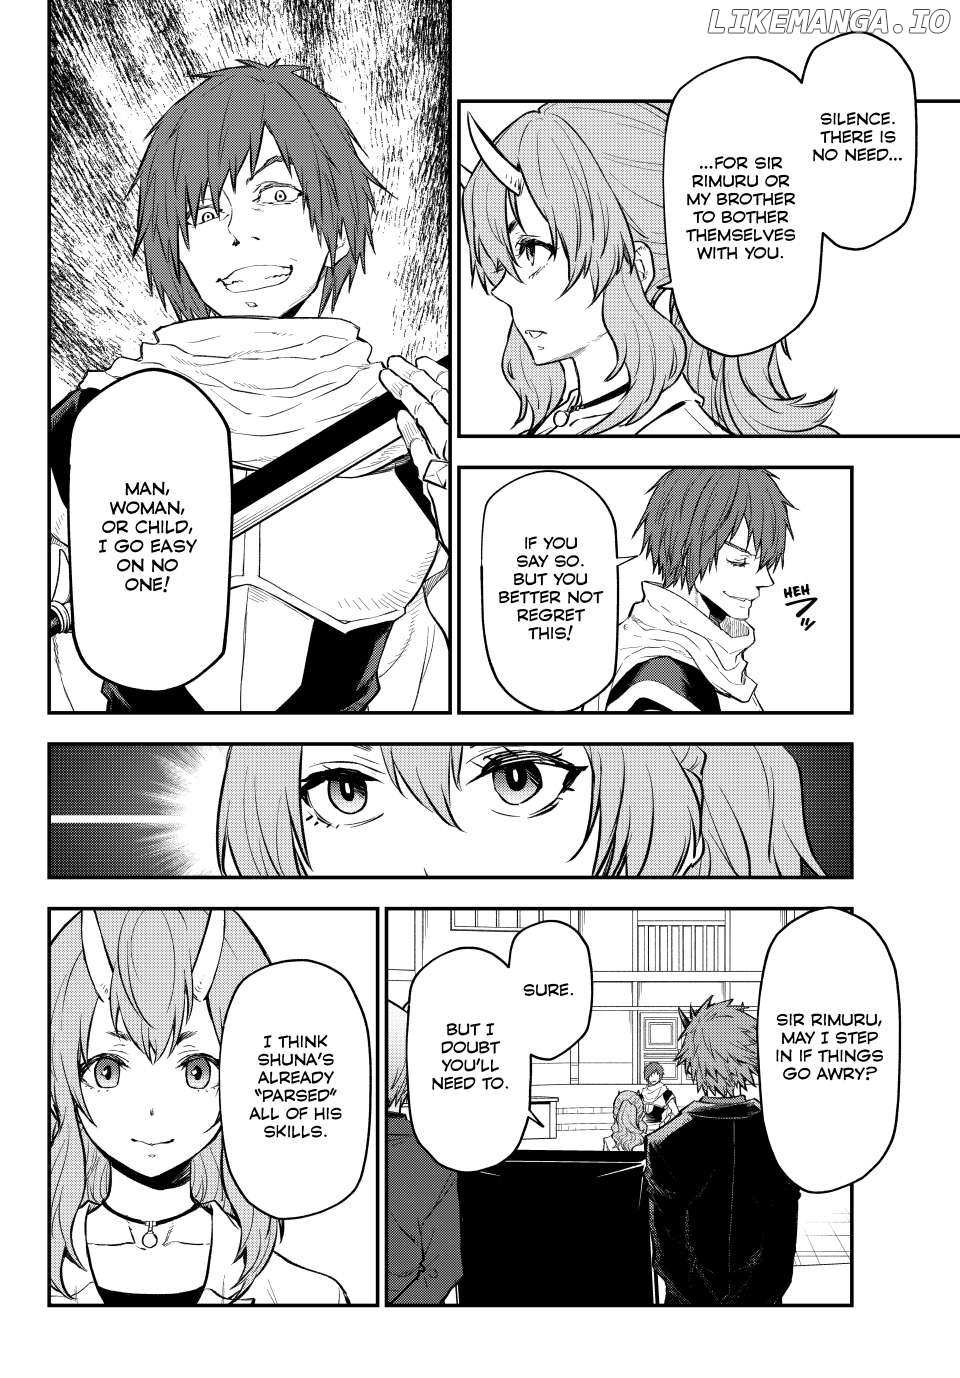 LIKEMANGA.IO
SILENCE.
THERE IS
NO NEED...
...FOR SIR
RIMURU OR
MY BROTHER
TO BOTHER
THEMSELVES
WITH YOU.
IF YOU
SAY SO.
BUT YOU
BETTER NOT
REGRET
THIS!
HEH
フッ
MAN,
WOMAN,
OR CHILD,
I GO EASY
ON NO
ONE!
SIR RIMURU,
MAY I STEP
IN IF THINGS
GO AWRY?
SURE.
BUT I
DOUBT
YOU'LL
NEED TO.
I THINK
SHUNA'S
ALREADY
"PARSED"
ALL OF HIS
SKILLS.